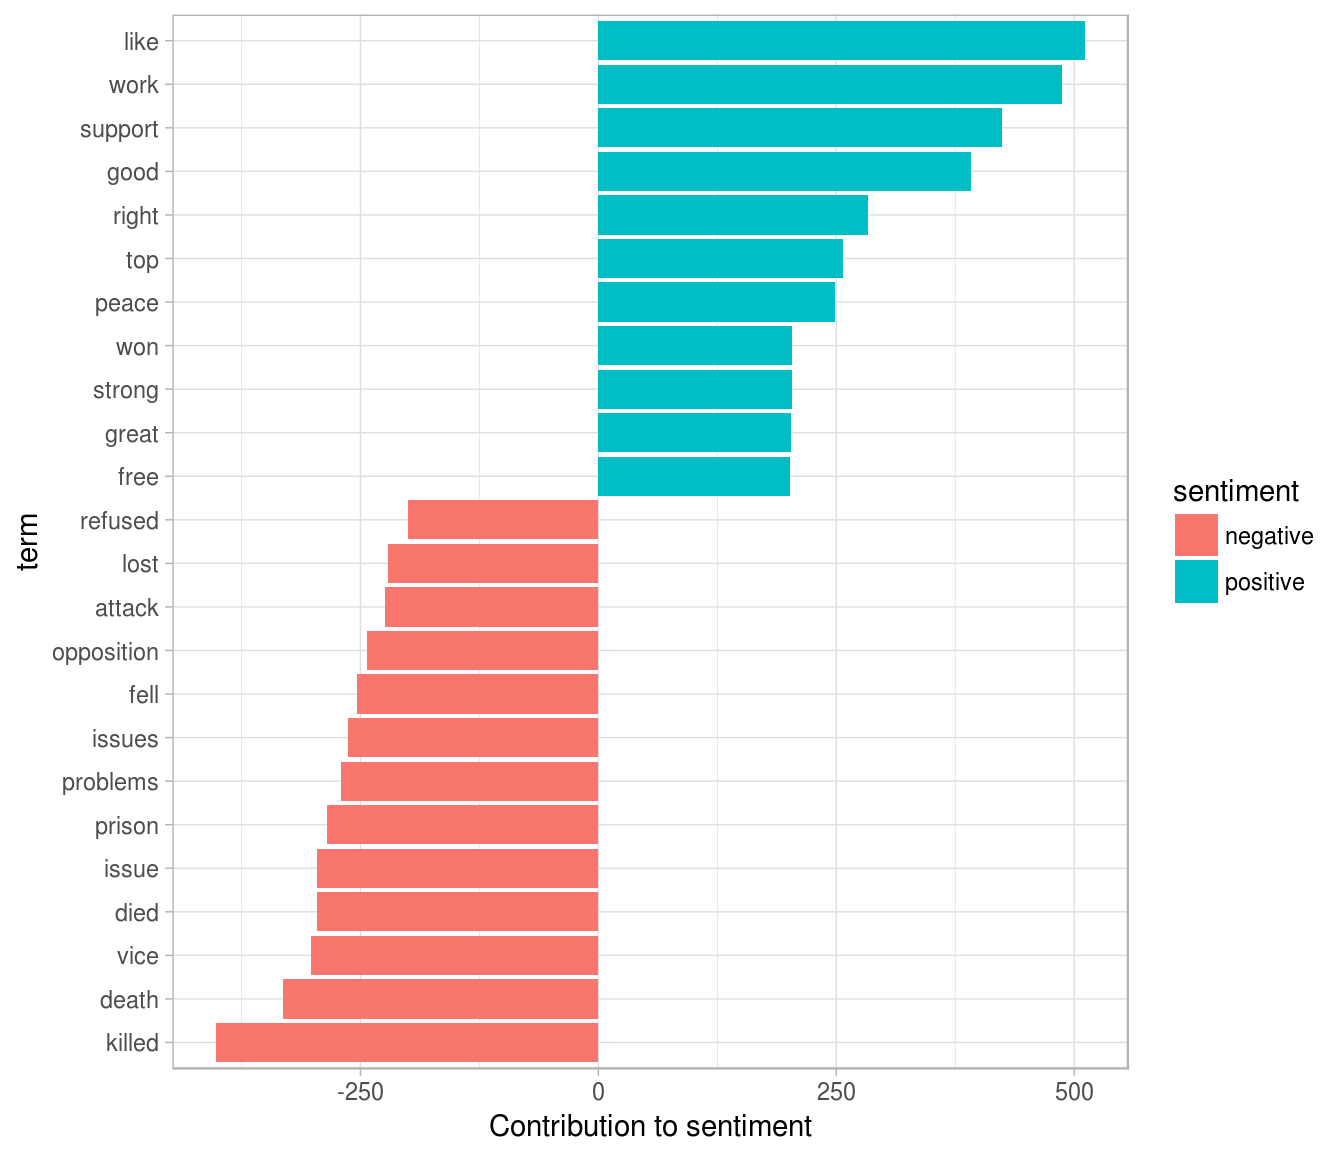 like
work
support
good
right
top
peace
won
strong
great
free
refused
lost
attack
opposition
fell
issues
problems
prison
issue
died
vice
death
killed
term
-250 0 250 500
Contribution to sentiment
sentiment
negative
positive